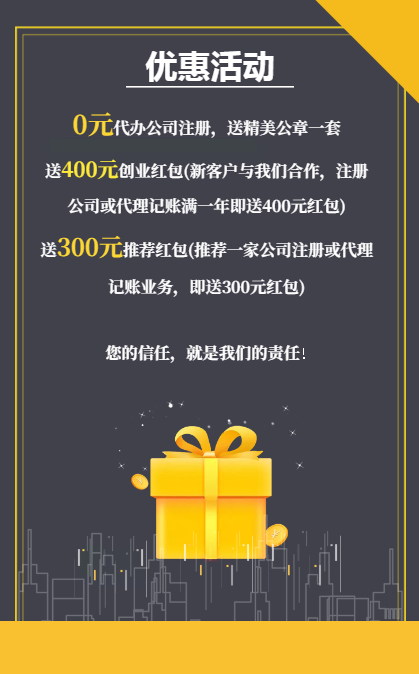 优惠活动
0元代办公司注册，送精美公章一套
送400元创业红包(新客户与我们合作，注册
公司或代理记账满一年即送400元红包)
送300元推荐红包(推荐一家公司注册或代理
记账业务，即送300元红包)
您的信任，就是我们的责任！